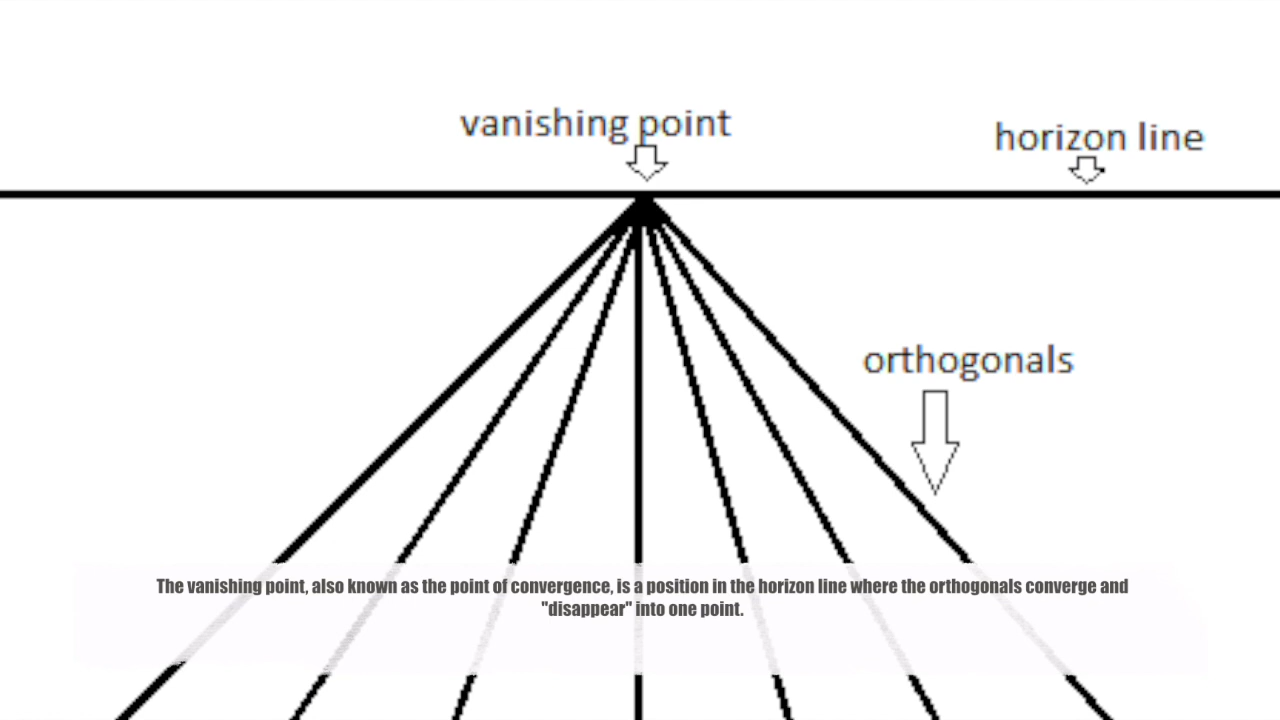 vanishing point
horizon line
orthogonals
The vanishing point, also known as the point of convergence, is a position in the horizon line where the orthogonals converge and
"disappear" into one point.